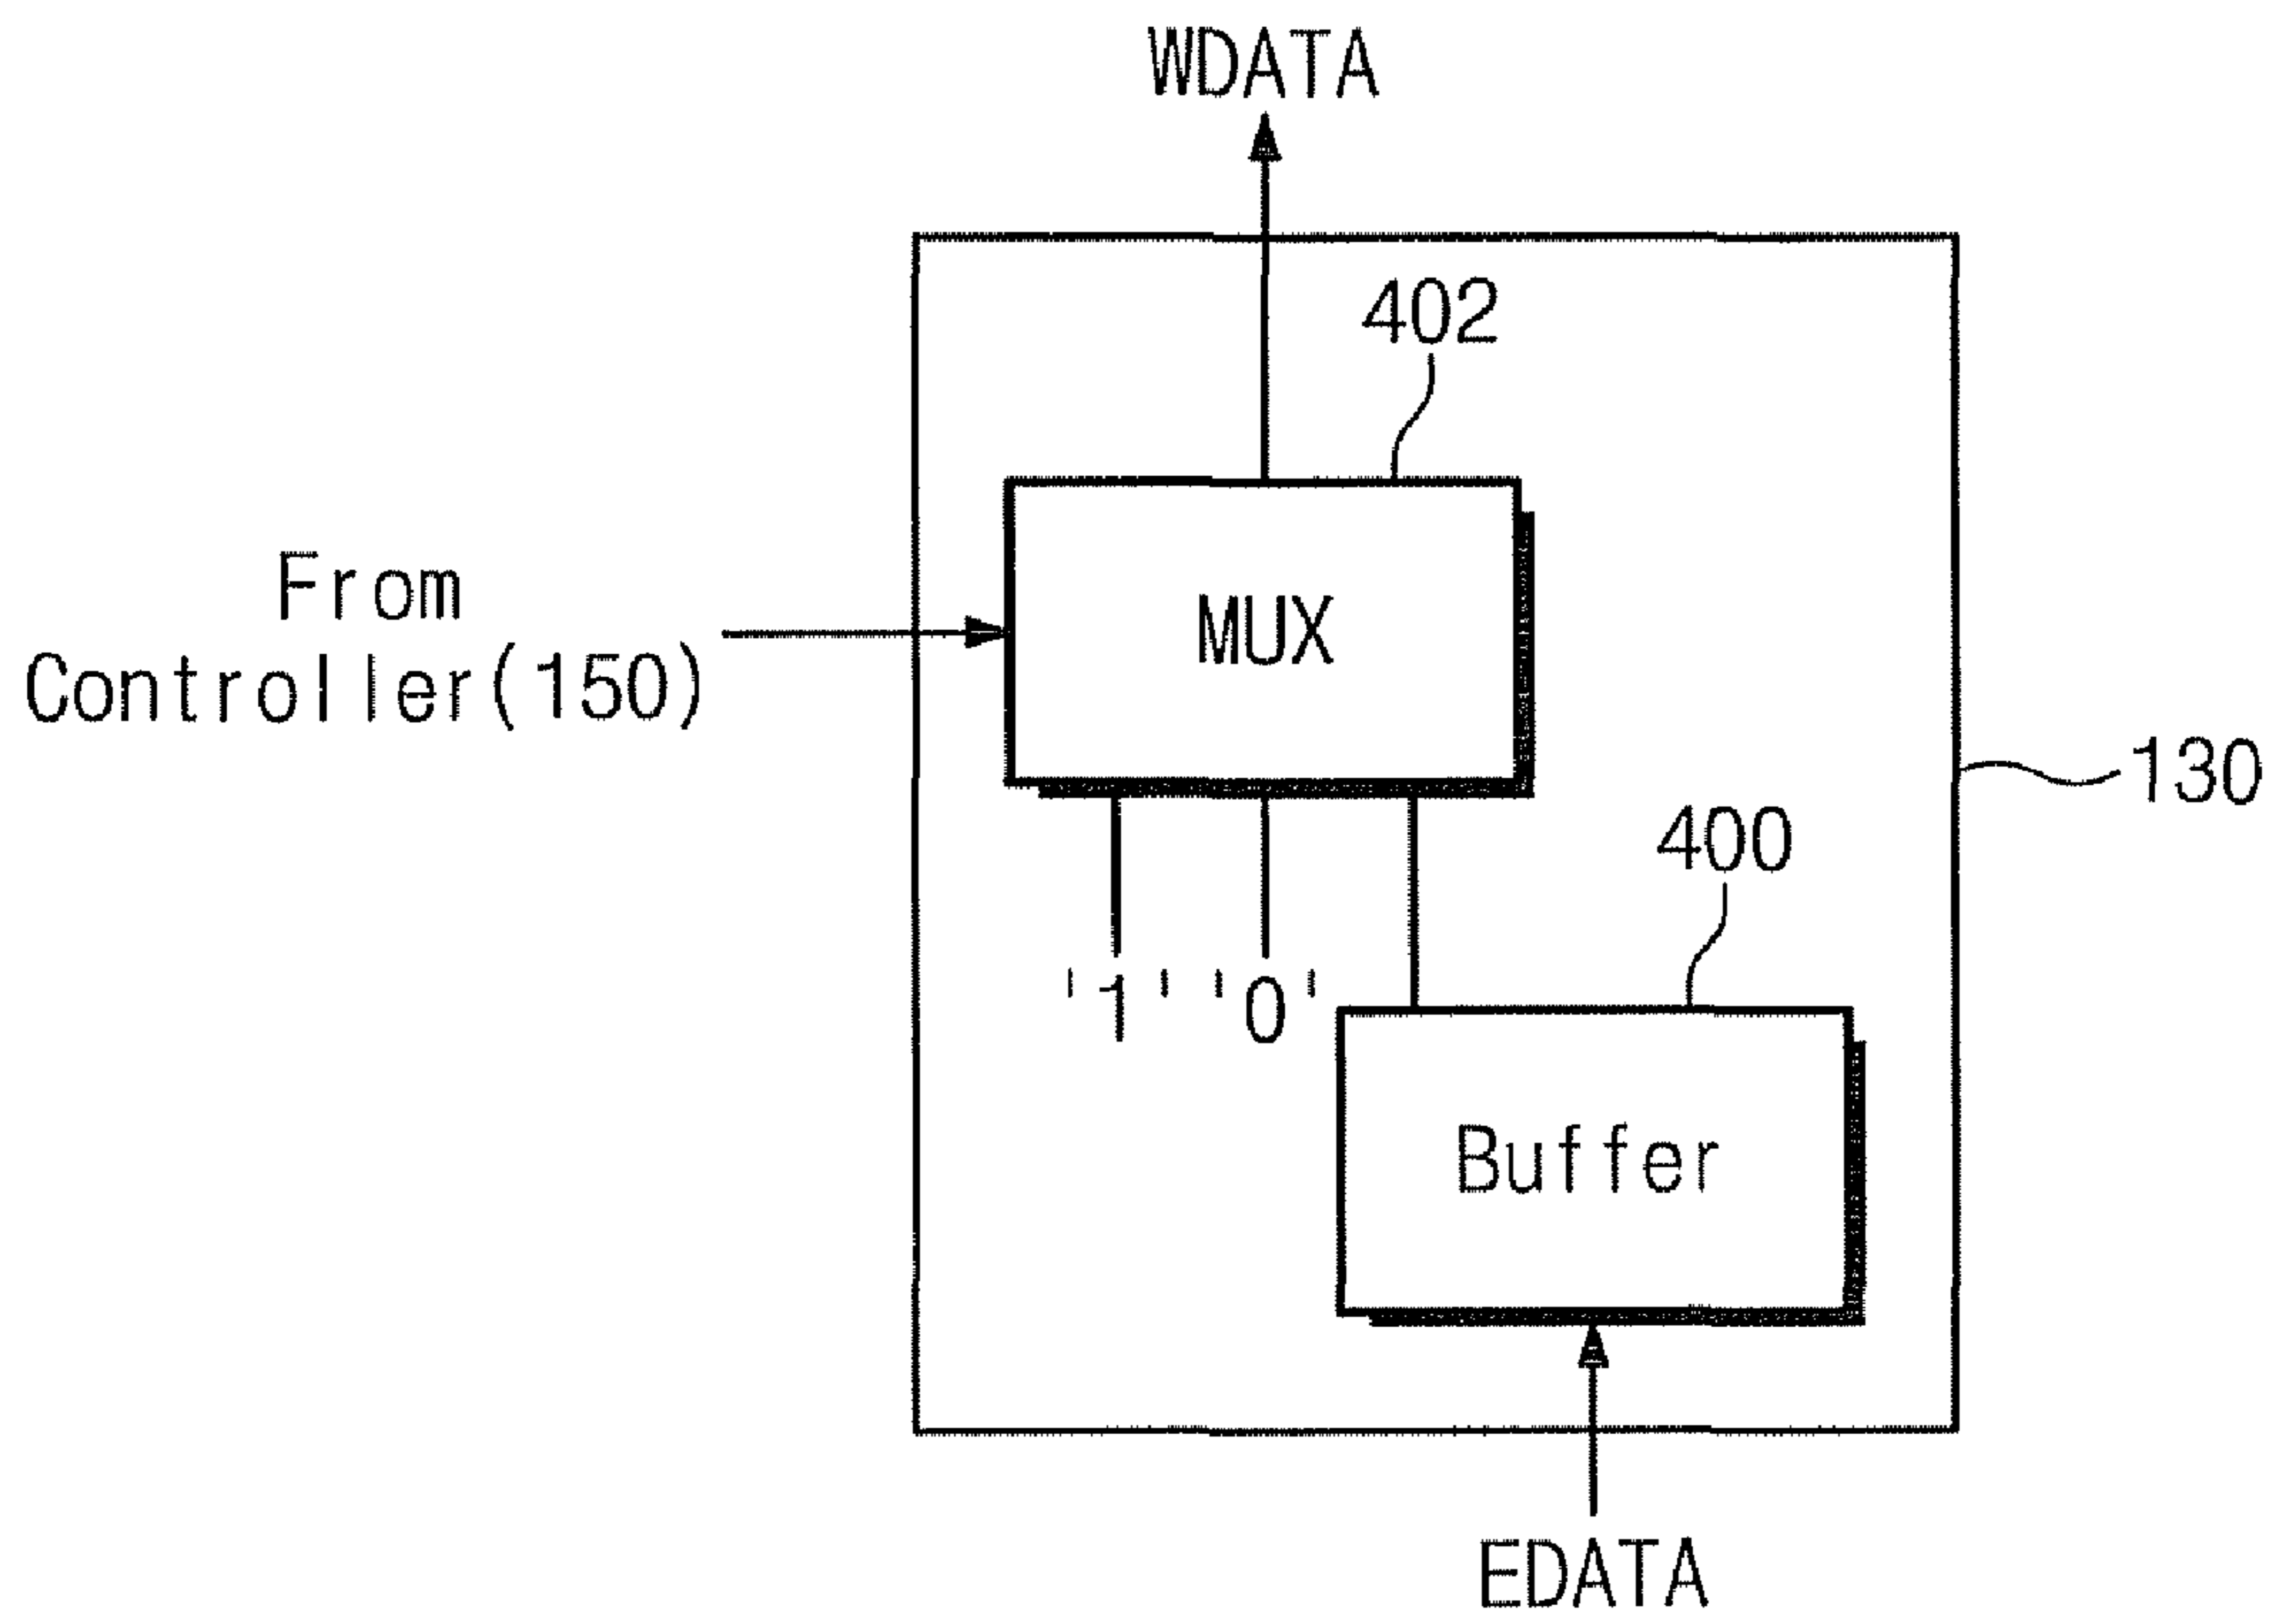 WDATA
402
From
Controller(150)
MUX
130
400
'1' '0'
Buffer
EDATA